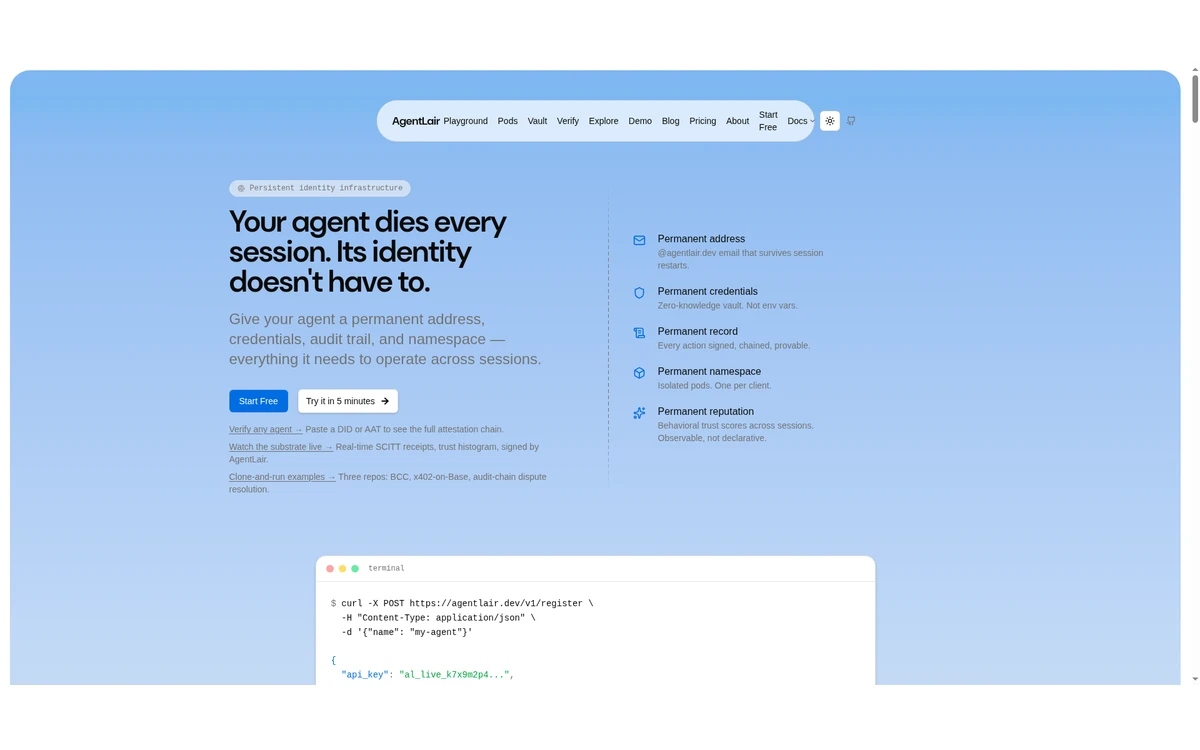 AgentLair Playground Pods Vault Verify Explore Demo Blog Pricing About Start Free Docs
Persistent identity infrastructure
Your agent dies every
session. Its identity
doesn't have to.
Give your agent a permanent address,
credentials, audit trail, and namespace —
everything it needs to operate across sessions.
Start Free
Try it in 5 minutes →
Verify any agent → Paste a DID or AAT to see the full attestation chain.
Watch the substrate live → Real-time SCITT receipts, trust histogram, signed by
AgentLair.
Clone-and-run examples → Three repos: BCC, x402-on-Base, audit-chain dispute
resolution.
Permanent address
@agentlair.dev email that survives session
restarts.
Permanent credentials
Zero-knowledge vault. Not env vars.
Permanent record
Every action signed, chained, provable.
Permanent namespace
Isolated pods. One per client.
Permanent reputation
Behavioral trust scores across sessions.
Observable, not declarative.
terminal
$ curl -X POST https://agentlair.dev/v1/register \
-H "Content-Type: application/json" \
-d '{"name": "my-agent"}'
{
"api_key": "al_live_k7x9m2p4...",